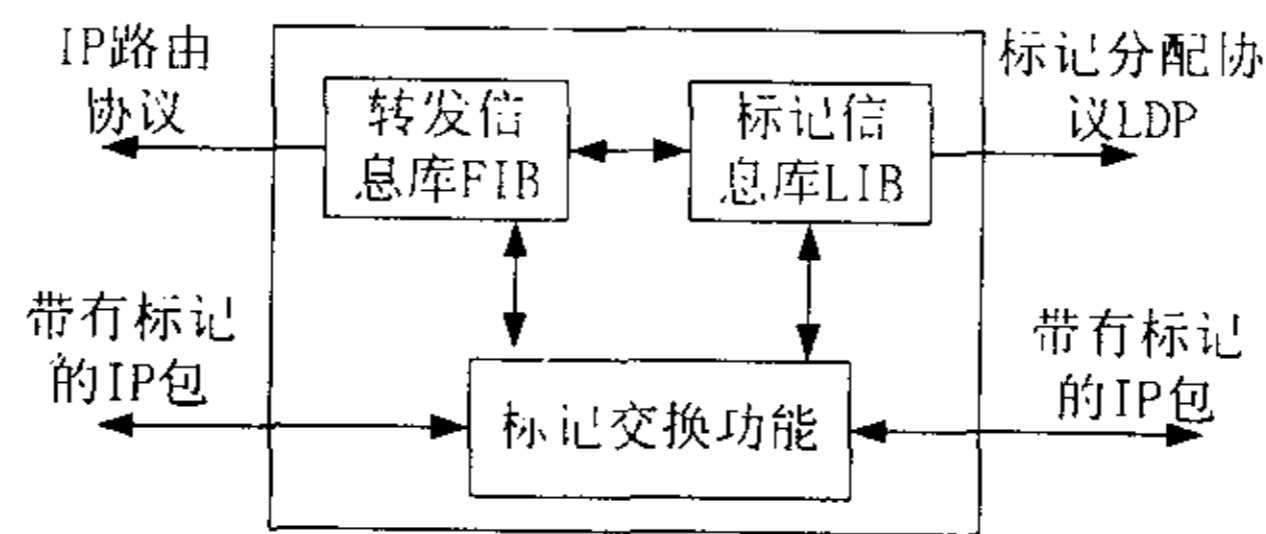 IP路由
协议
转发信
息库FIB
标记信
息库LIB
标记分配协
议LDP
带有标记
的IP包
标记交换功能
带有标记
的IP包